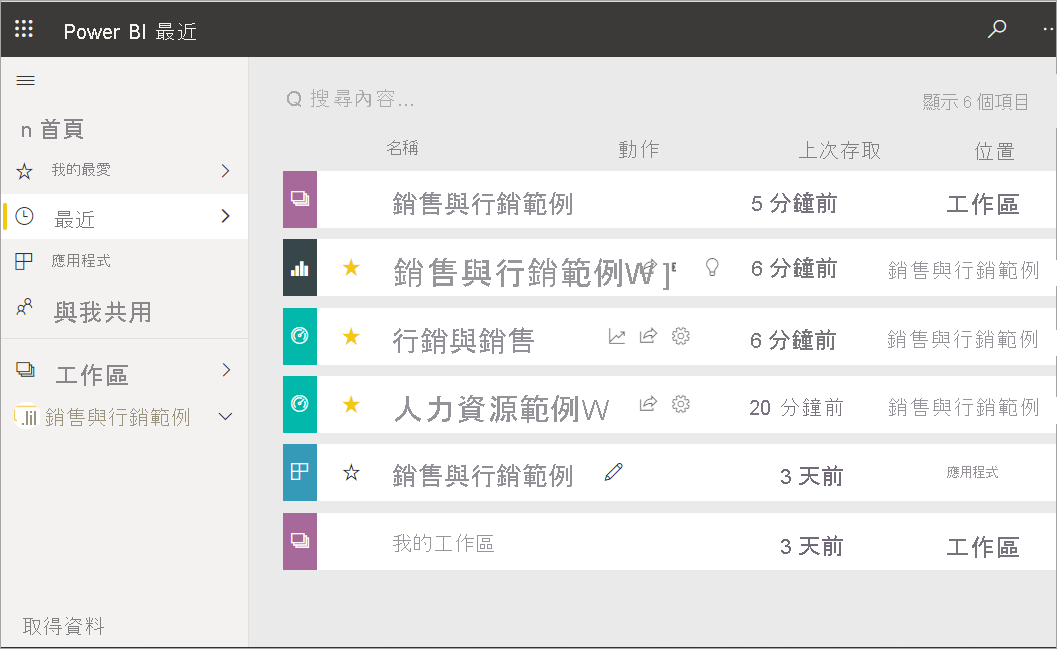 Power BI 最近
搜尋內容...
顯示 6 個項目
n 首頁
我的最愛
最近
應用程式
與我共用
工作區
銷售與行銷範例
取得資料
名稱 動作 上次存取 位置
銷售與行銷範例 5 分鐘前 工作區
銷售與行銷範例W 6 分鐘前 銷售與行銷範例
行銷與銷售 6 分鐘前 銷售與行銷範例
人力資源範例W 20 分鐘前 銷售與行銷範例
銷售與行銷範例 3 天前 應用程式
我的工作區 3 天前 工作區